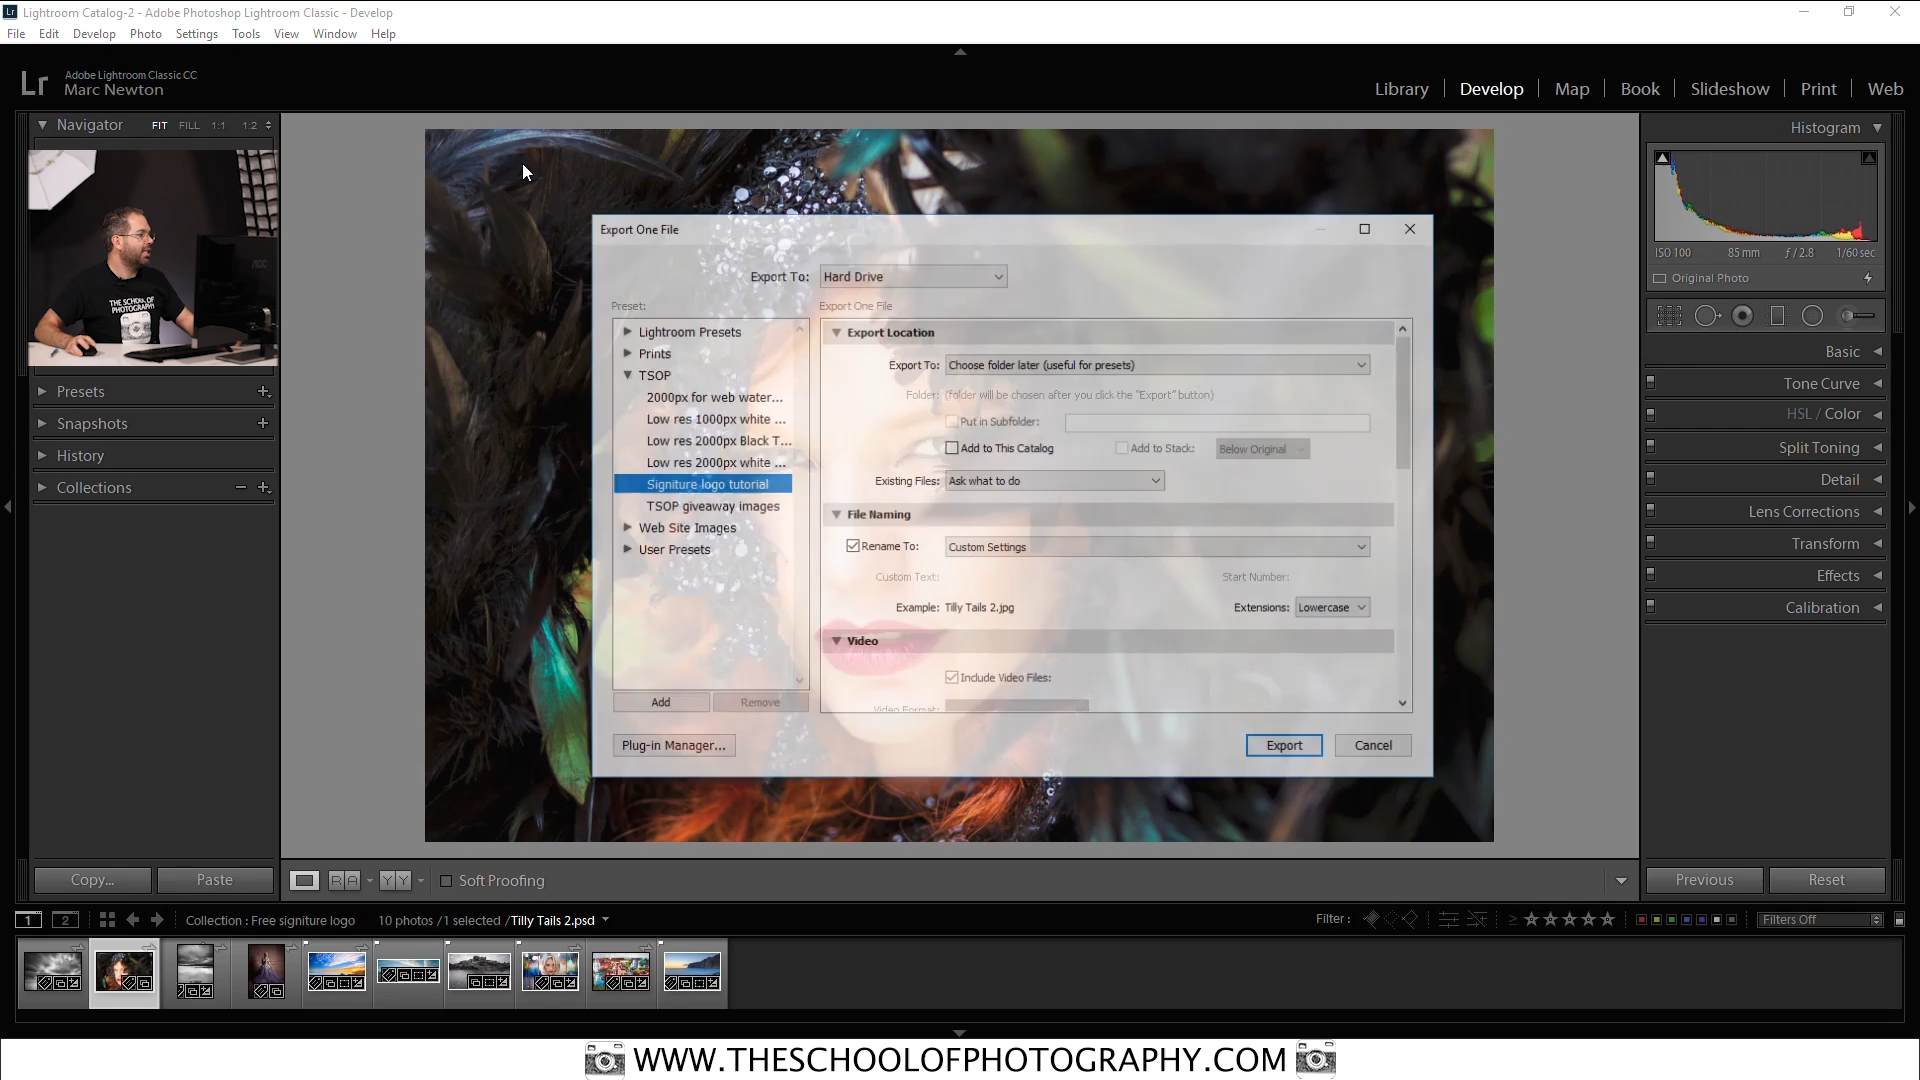 Lightroom Catalog-2 - Adobe Photoshop Lightroom Classic - Develop
File Edit Develop Photo Settings Tools View Window Help
Lr
Adobe Lightroom Classic CC
Marc Newton
Library Develop Map Book Slideshow Print Web
Navigator FIT FILL 1:1 1:2
Histogram
ISO 100 85 mm ƒ / 2.8 1/60 sec
Original Photo
THE SCHOOL OF
PHOTOGRAPHY
AOC
Export One File
Export To: Hard Drive
Preset:
Export One File
Lightroom Presets
Prints
TSOP
2000px for web water...
Low res 1000px white ...
Low res 2000px Black T...
Low res 2000px white ...
Signiture logo tutorial
TSOP giveaway images
Web Site Images
User Presets
Add Remove
Plug-in Manager...
Export Location
Export To: Choose folder later (useful for presets)
Folder: (folder will be chosen after you click the "Export" button)
Put in Subfolder:
Add to This Catalog Add to Stack: Below Original
Existing Files: Ask what to do
File Naming
Rename To: Custom Settings
Custom Text: Start Number:
Example: Tilly Tails 2.jpg Extensions: Lowercase
Video
Include Video Files:
Video Format:
Export Cancel
Presets
Snapshots
History
Collections
Basic
Tone Curve
HSL / Color
Split Toning
Detail
Lens Corrections
Transform
Effects
Calibration
Copy... Paste
R A Y Y Soft Proofing
Previous Reset
1 2 Collection : Free signiture logo 10 photos /1 selected /Tilly Tails 2.psd
Filter : ≥ Filters Off
WWW.THESCHOOLOFPHOTOGRAPHY.COM